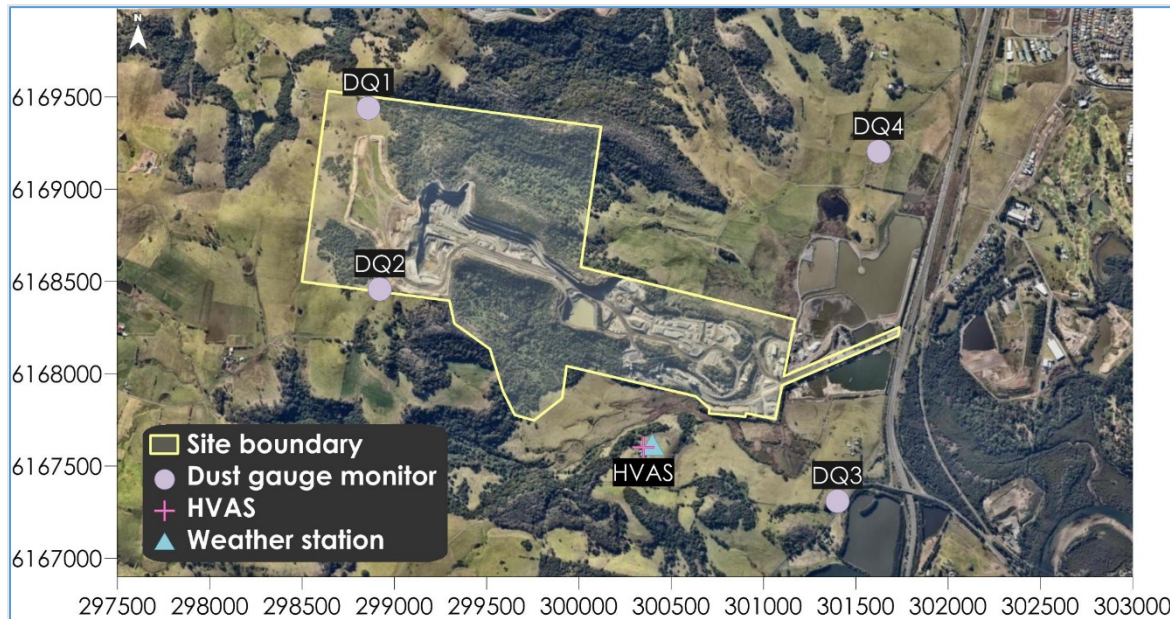 N
DQ1
6169500
DQ4
6169000
DQ2
6168500
6168000
Site boundary
Dust gauge monitor
HVAS
Weather station
HVAS
DQ3
6167500
6167000
297500 298000 298500 299000 299500 300000 300500 301000 301500 302000 302500 303000